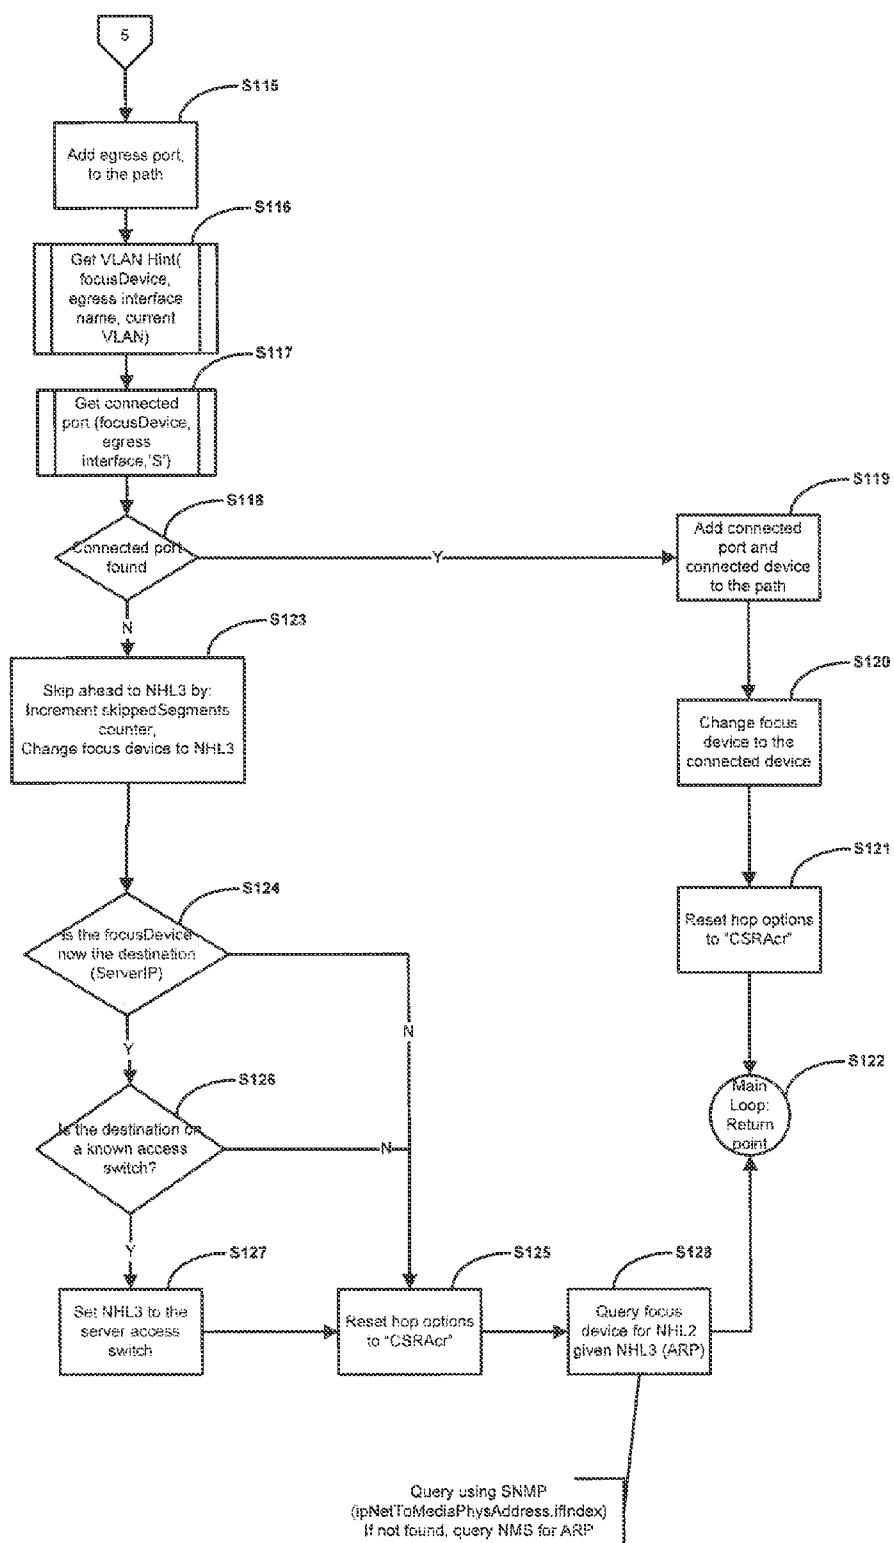 5
S115
Add egress port,
to the path
S116
Get VLAN Hint(
focusDevice,
egress interface
name, current
VLAN)
S117
Get connected
port (focusDevice,
egress
interface,'S')
S118
Connected port
found
Y
N
S119
Add connected
port and
connected device
to the path
S123
Skip ahead to NHL3 by:
Increment skippedSegments
counter,
Change focus device to NHL3
S120
Change focus
device to the
connected device
S121
Reset hop options
to "CSRAcr"
S124
Is the focusDevice
now the destination
(ServerIP)
N
Y
S122
Main
Loop:
Return
point
S126
Is the destination on
a known access
switch?
N
Y
S127
Set NHL3 to the
server access
switch
S125
Reset hop options
to "CSRAcr"
S128
Query focus
device for NHL2
given NHL3 (ARP)
Query using SNMP
(ipNetToMediaPhysAddress.ifIndex)
If not found, query NMS for ARP